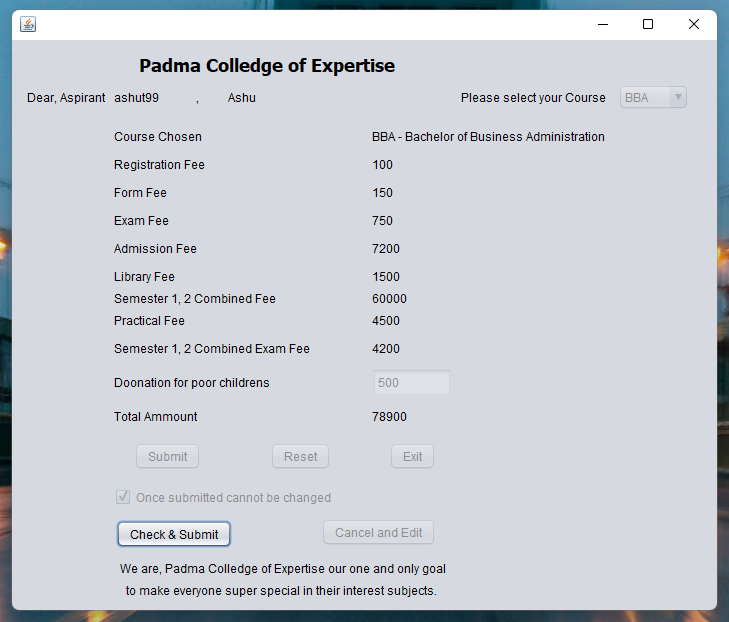 Padma Colledge of Expertise
Dear, Aspirant ashut99 , Ashu Please select your Course BBA
Course Chosen BBA - Bachelor of Business Administration
Registration Fee 100
Form Fee 150
Exam Fee 750
Admission Fee 7200
Library Fee 1500
Semester 1, 2 Combined Fee 60000
Practical Fee 4500
Semester 1, 2 Combined Exam Fee 4200
Doonation for poor childrens 500
Total Ammount 78900
Submit Reset Exit
Once submitted cannot be changed
Check & Submit Cancel and Edit
We are, Padma Colledge of Expertise our one and only goal
to make everyone super special in their interest subjects.